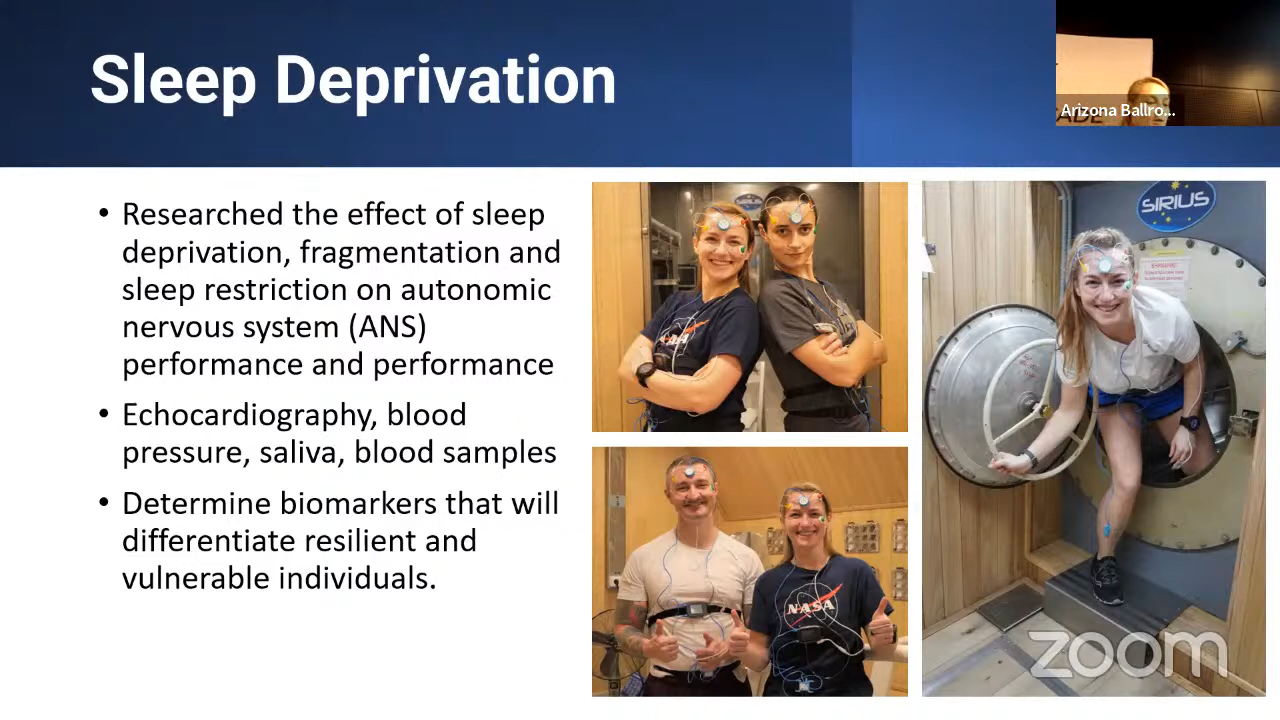 Sleep Deprivation
Arizona Ballro...
• Researched the effect of sleep
deprivation, fragmentation and
sleep restriction on autonomic
nervous system (ANS)
performance and performance
• Echocardiography, blood
pressure, saliva, blood samples
• Determine biomarkers that will
differentiate resilient and
vulnerable individuals.
SIRIUS
NASA
zoom